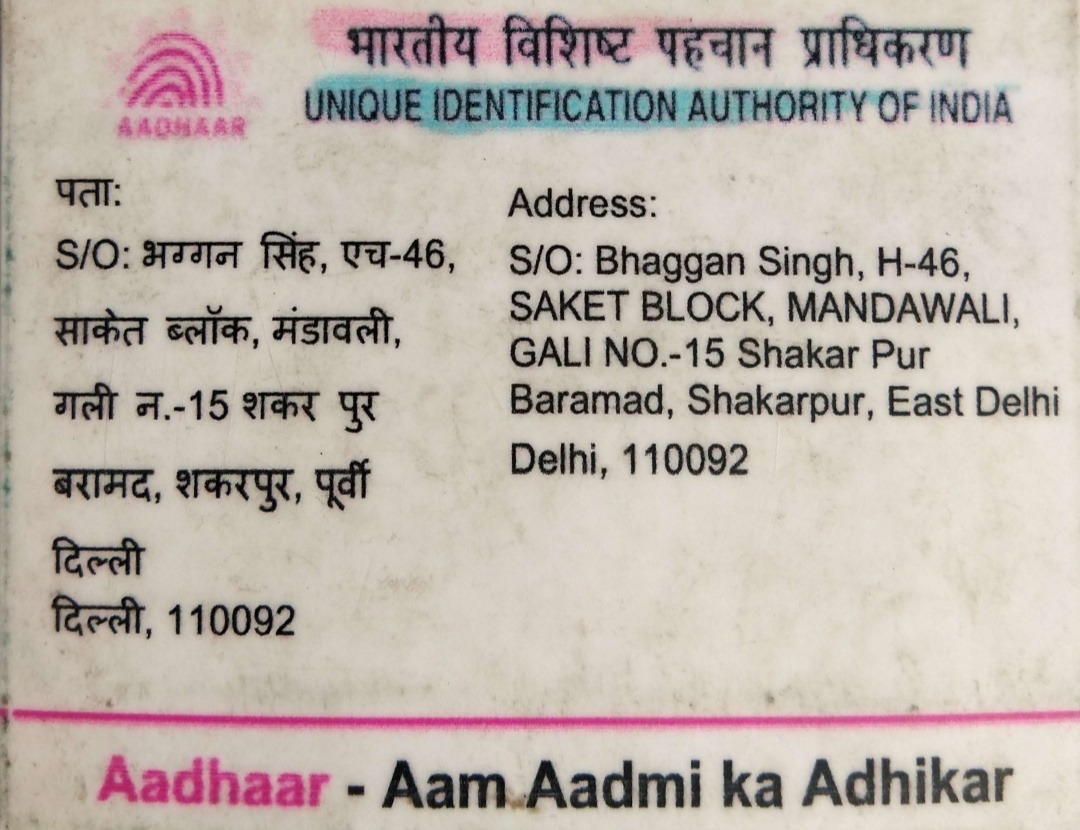 भारतीय विशिष्ट पहचान प्राधिकरण
AADHAAR
UNIQUE IDENTIFICATION AUTHORITY OF INDIA
पता:
S/O: भग्गन सिंह, एच-46,
साकेत ब्लॉक, मंडावली,
गली न.-15 शकर पुर
बरामद, शकरपुर, पूर्वी
दिल्ली
दिल्ली, 110092
Address:
S/O: Bhaggan Singh, H-46,
SAKET BLOCK, MANDAWALI,
GALI NO.-15 Shakar Pur
Baramad, Shakarpur, East Delhi
Delhi, 110092
Aadhaar - Aam Aadmi ka Adhikar